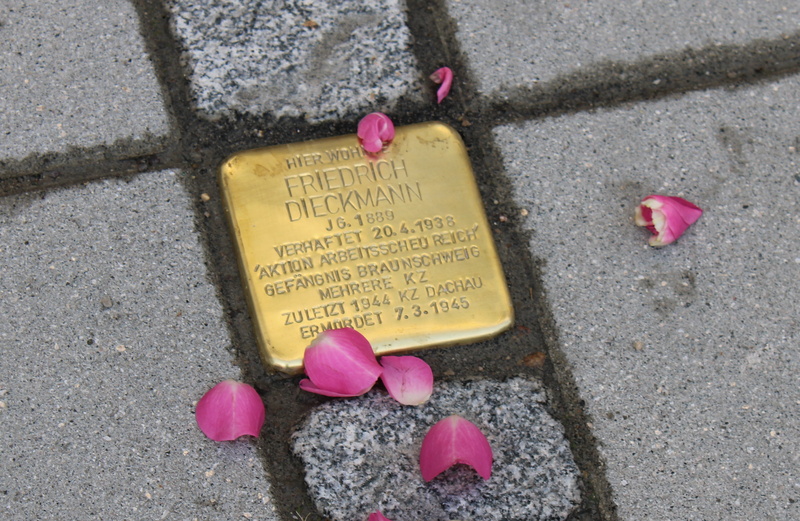 HIER WOHNTE
FRIEDRICH
DIECKMANN
JG. 1889
VERHAFTET 20.4.1938
'AKTION ARBEITSSCHEU REICH'
GEFÄNGNIS BRAUNSCHWEIG
MEHRERE KZ
ZULETZT 1944 KZ DACHAU
ERMORDET 7.3.1945